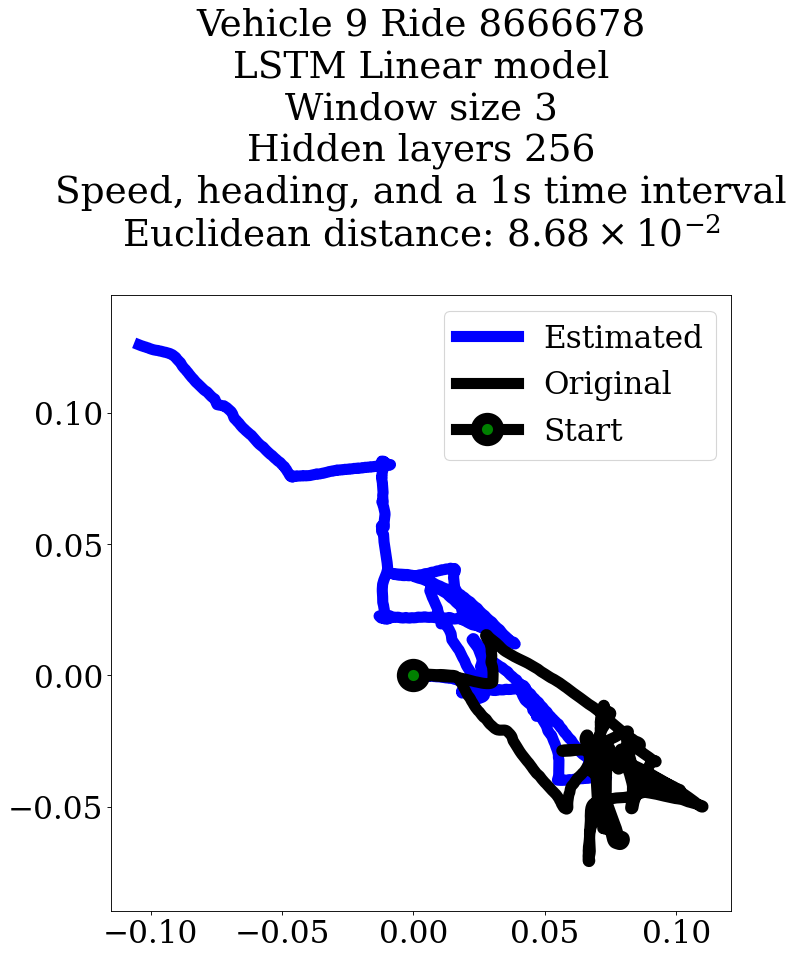 Vehicle 9 Ride 8666678
LSTM Linear model
Window size 3
Hidden layers 256
Speed, heading, and a 1s time interval
Euclidean distance: 8.68 × 10⁻²
Estimated
Original
Start
0.10
0.05
0.00
−0.05
−0.10 −0.05 0.00 0.05 0.10